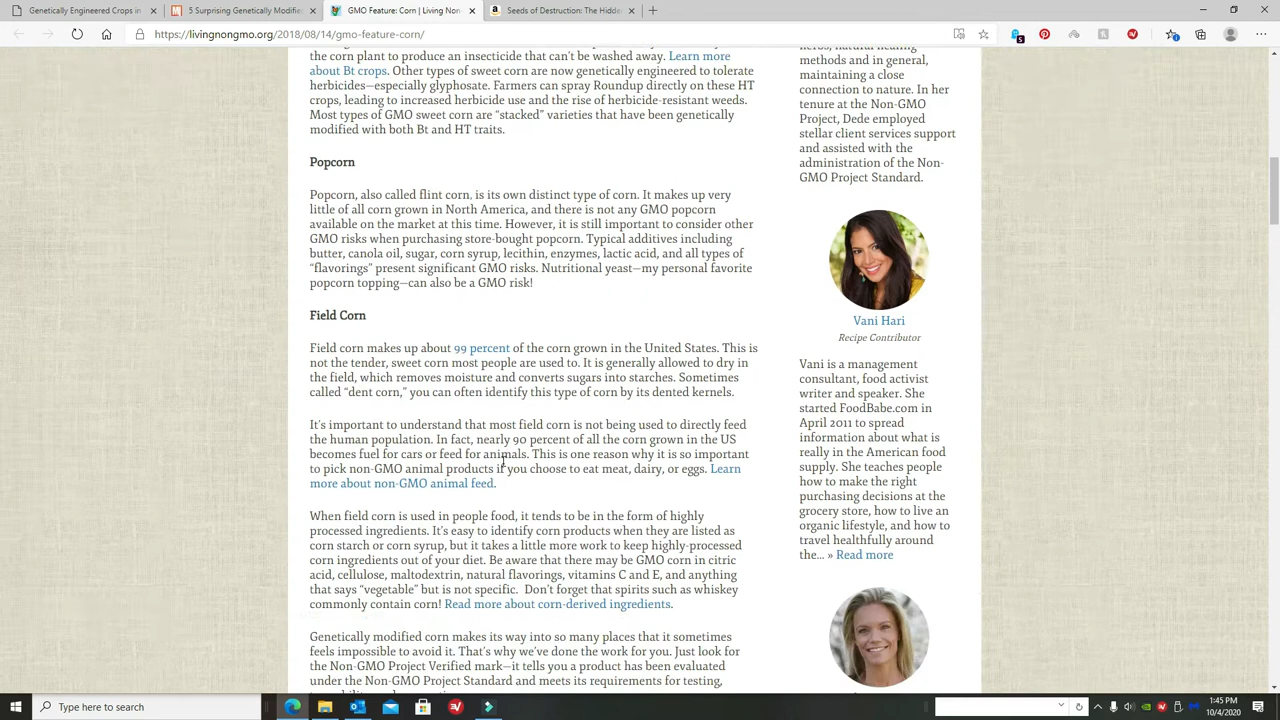 Genetically Engineered Crops in
5 Surprising Genetically Modifie
GMO Feature: Corn | Living Non-
Seeds of Destruction: The Hidde
https://livingnongmo.org/2018/08/14/gmo-feature-corn/
the corn plant to produce an insecticide that can't be washed away. Learn more
about Bt crops. Other types of sweet corn are now genetically engineered to tolerate
herbicides—especially glyphosate. Farmers can spray Roundup directly on these HT
crops, leading to increased herbicide use and the rise of herbicide-resistant weeds.
Most types of GMO sweet corn are “stacked” varieties that have been genetically
modified with both Bt and HT traits.
Popcorn
Popcorn, also called flint corn, is its own distinct type of corn. It makes up very
little of all corn grown in North America, and there is not any GMO popcorn
available on the market at this time. However, it is still important to consider other
GMO risks when purchasing store-bought popcorn. Typical additives including
butter, canola oil, sugar, corn syrup, lecithin, enzymes, lactic acid, and all types of
“flavorings” present significant GMO risks. Nutritional yeast—my personal favorite
popcorn topping—can also be a GMO risk!
Field Corn
Field corn makes up about 99 percent of the corn grown in the United States. This is
not the tender, sweet corn most people are used to. It is generally allowed to dry in
the field, which removes moisture and converts sugars into starches. Sometimes
called “dent corn,” you can often identify this type of corn by its dented kernels.
It's important to understand that most field corn is not being used to directly feed
the human population. In fact, nearly 90 percent of all the corn grown in the US
becomes fuel for cars or feed for animals. This is one reason why it is so important
to pick non-GMO animal products if you choose to eat meat, dairy, or eggs. Learn
more about non-GMO animal feed.
When field corn is used in people food, it tends to be in the form of highly
processed ingredients. It's easy to identify corn products when they are listed as
corn starch or corn syrup, but it takes a little more work to keep highly-processed
corn ingredients out of your diet. Be aware that there may be GMO corn in citric
acid, cellulose, maltodextrin, natural flavorings, vitamins C and E, and anything
that says “vegetable” but is not specific. Don't forget that spirits such as whiskey
commonly contain corn! Read more about corn-derived ingredients.
Genetically modified corn makes its way into so many places that it sometimes
feels impossible to avoid it. That's why we've done the work for you. Just look for
the Non-GMO Project Verified mark—it tells you a product has been evaluated
under the Non-GMO Project Standard and meets its requirements for testing,
methods and in general,
maintaining a close
connection to nature. In her
tenure at the Non-GMO
Project, Dede employed
stellar client services support
and assisted with the
administration of the Non-
GMO Project Standard.
Vani Hari
Recipe Contributor
Vani is a management
consultant, food activist
writer and speaker. She
started FoodBabe.com in
April 2011 to spread
information about what is
really in the American food
supply. She teaches people
how to make the right
purchasing decisions at the
grocery store, how to live an
organic lifestyle, and how to
travel healthfully around
the... » Read more
Type here to search
1:45 PM
10/4/2020